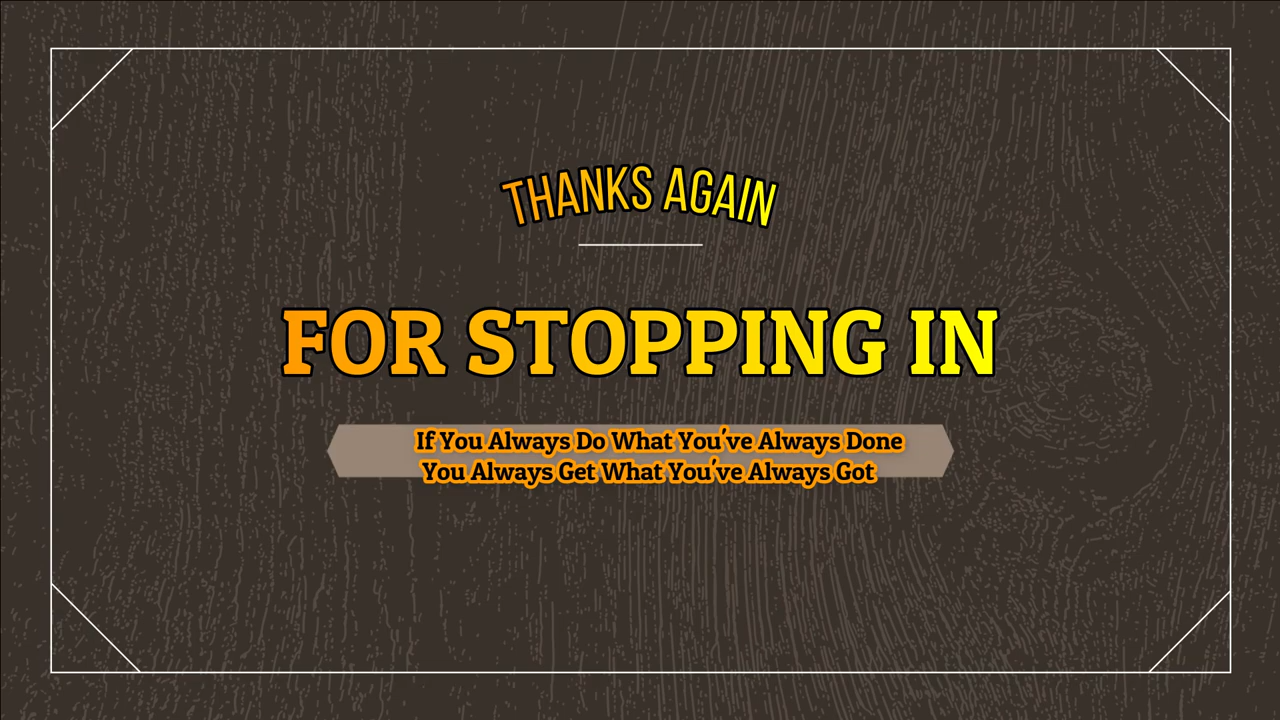 THANKS AGAIN
FOR STOPPING IN
If You Always Do What You've Always Done
You Always Get What You've Always Got